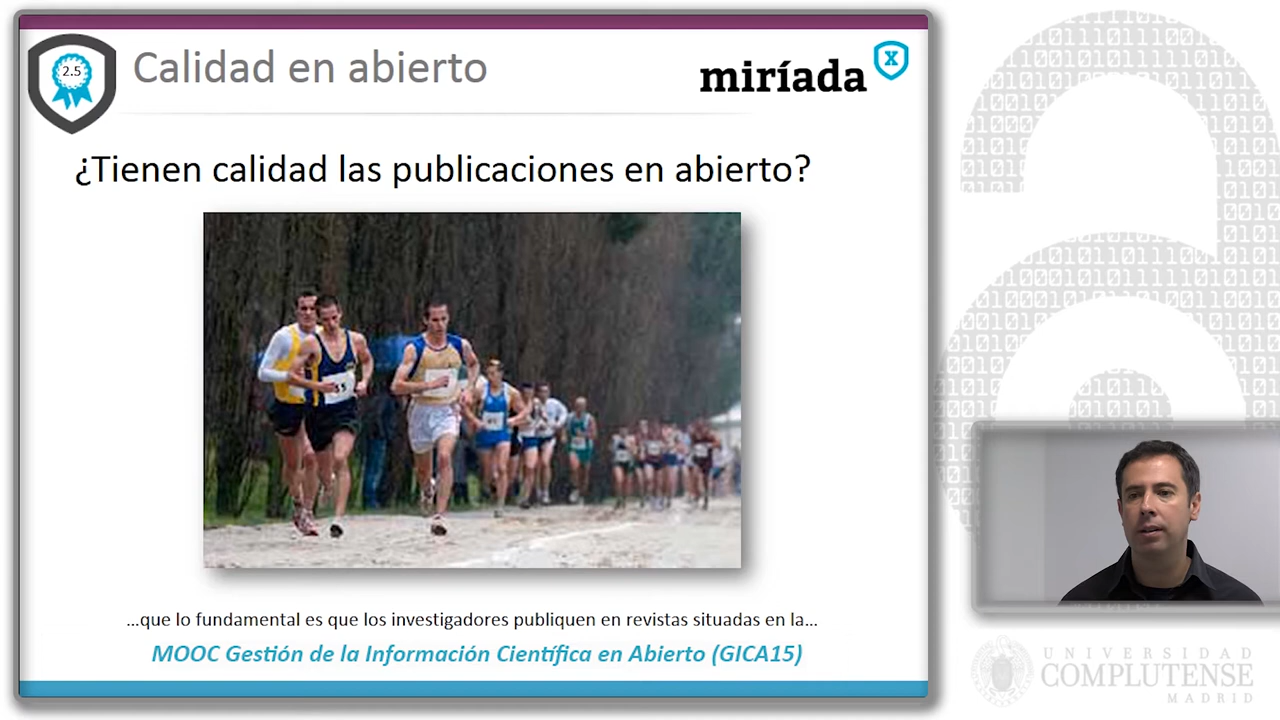 2.5
Calidad en abierto
miríada
X
¿Tienen calidad las publicaciones en abierto?
...que lo fundamental es que los investigadores publiquen en revistas situadas en la...
MOOC Gestión de la Información Científica en Abierto (GICA15)
UNIVERSIDAD
COMPLUTENSE
MADRID